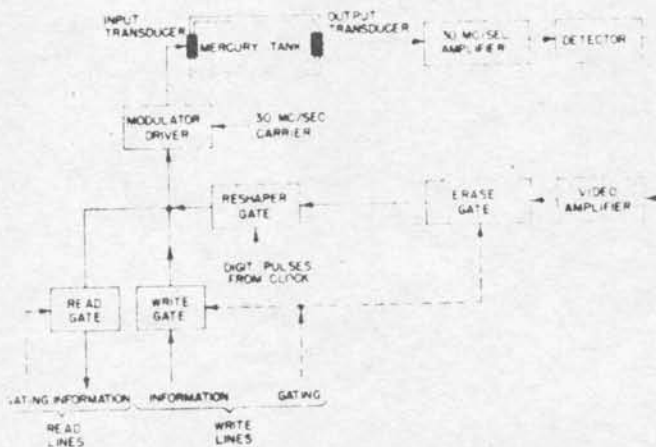 INPUT
TRANSDUCER
MERCURY TANK
OUTPUT
TRANSDUCER
30 MC/SEC
AMPLIFIER
DETECTOR
MODULATOR
DRIVER
30 MC/SEC
CARRIER
RESHAPER
GATE
ERASE
GATE
VIDEO
AMPLIFIER
DIGIT PULSES
FROM CLOCK
READ
GATE
WRITE
GATE
GATING INFORMATION
INFORMATION
GATING
READ
LINES
WRITE
LINES